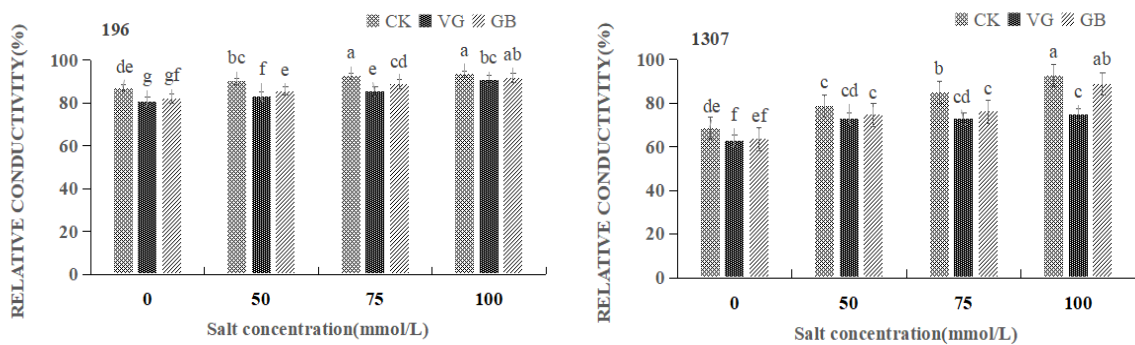 CK VG GB
196
RELATIVE CONDUCTIVITY(%)
100
80
60
40
20
0
de g gf bc f e a e cd a bc ab
0 50 75 100
Salt concentration(mmol/L)
CK VG GB
1307
RELATIVE CONDUCTIVITY(%)
100
80
60
40
20
0
de f ef c cd c b cd c a c ab
0 50 75 100
Salt concentration(mmol/L)